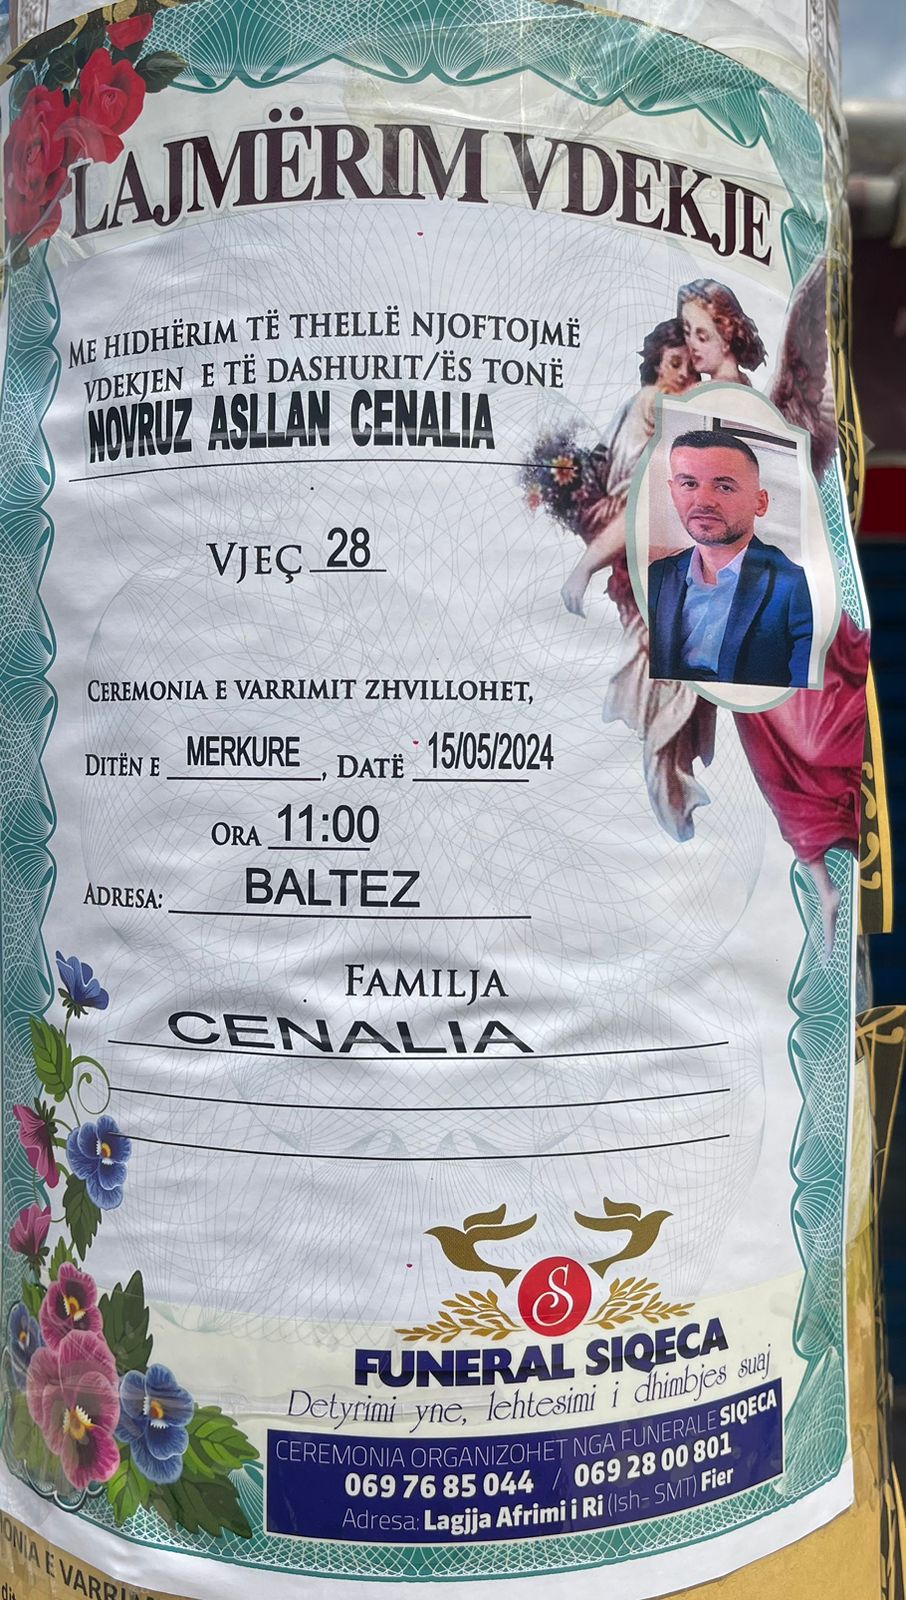 LAJMËRIM VDEKJE
ME HIDHËRIM TË THELLË NJOFTOJMË
VDEKJEN E TË DASHURIT/ËS TONË
NOVRUZ ASLLAN CENALIA
VJEÇ 28
CEREMONIA E VARRIMIT ZHVILLOHET,
DITËN E MERKURE, DATË 15/05/2024
ORA 11:00
ADRESA: BALTEZ
FAMILJA
CENALIA
S
FUNERAL SIQECA
Detyrimi yne, lehtesimi i dhimbjes suaj
CEREMONIA ORGANIZOHET NGA FUNERALE SIQECA
069 76 85 044 / 069 28 00 801
Adresa: Lagjja Afrimi i Ri (Ish- SMT) Fier
E VARRIM